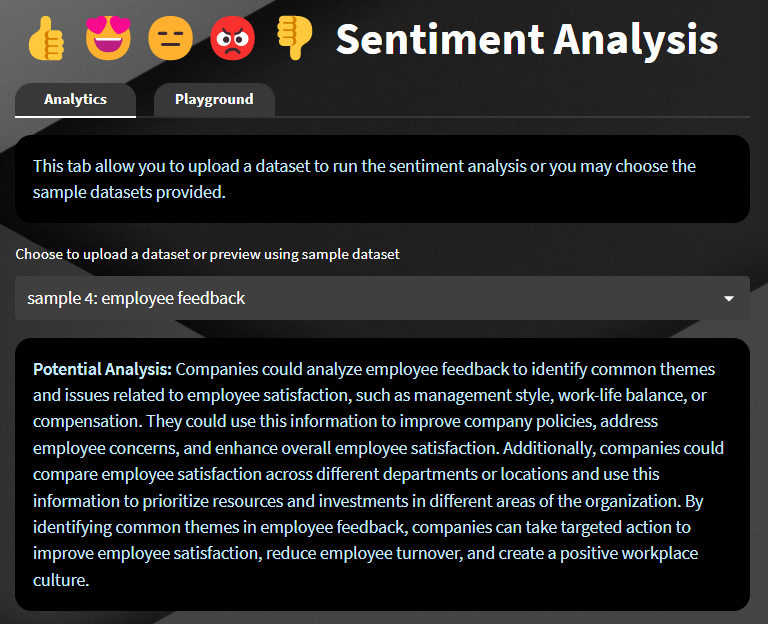 Sentiment Analysis
Analytics
Playground
This tab allow you to upload a dataset to run the sentiment analysis or you may choose the
sample datasets provided.
Choose to upload a dataset or preview using sample dataset
sample 4: employee feedback
Potential Analysis: Companies could analyze employee feedback to identify common themes
and issues related to employee satisfaction, such as management style, work-life balance, or
compensation. They could use this information to improve company policies, address
employee concerns, and enhance overall employee satisfaction. Additionally, companies could
compare employee satisfaction across different departments or locations and use this
information to prioritize resources and investments in different areas of the organization. By
identifying common themes in employee feedback, companies can take targeted action to
improve employee satisfaction, reduce employee turnover, and create a positive workplace
culture.